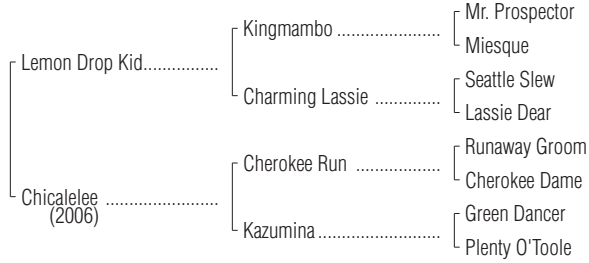 Mr. Prospector
Kingmambo ..................
Miesque
Lemon Drop Kid................
Seattle Slew
Charming Lassie ..............
Lassie Dear
Runaway Groom
Cherokee Run ..................
Cherokee Dame
Chicalelee ........................
(2006)
Green Dancer
Kazumina ..........................
Plenty O'Toole